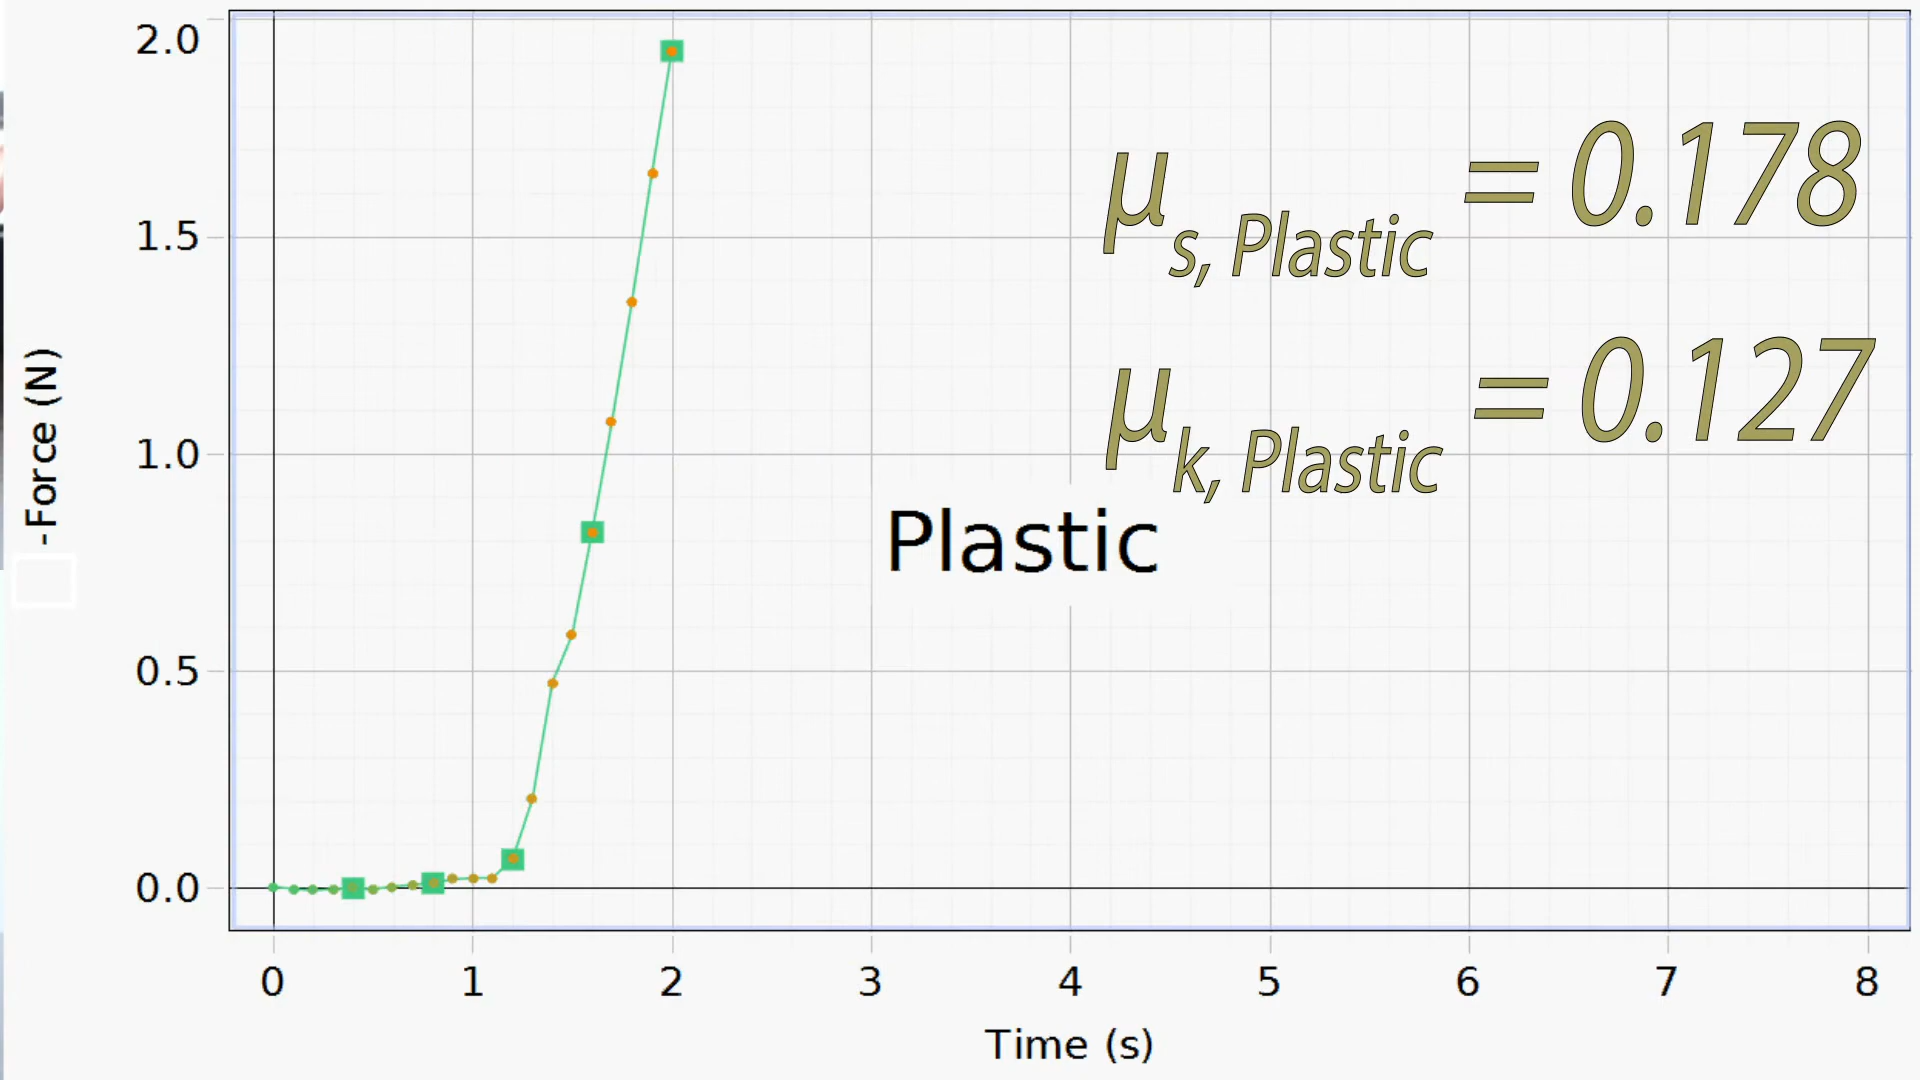 2.0
1.5
1.0
0.5
0.0
-Force (N)
μs, Plastic = 0.178
μk, Plastic = 0.127
Plastic
0 1 2 3 4 5 6 7 8
Time (s)